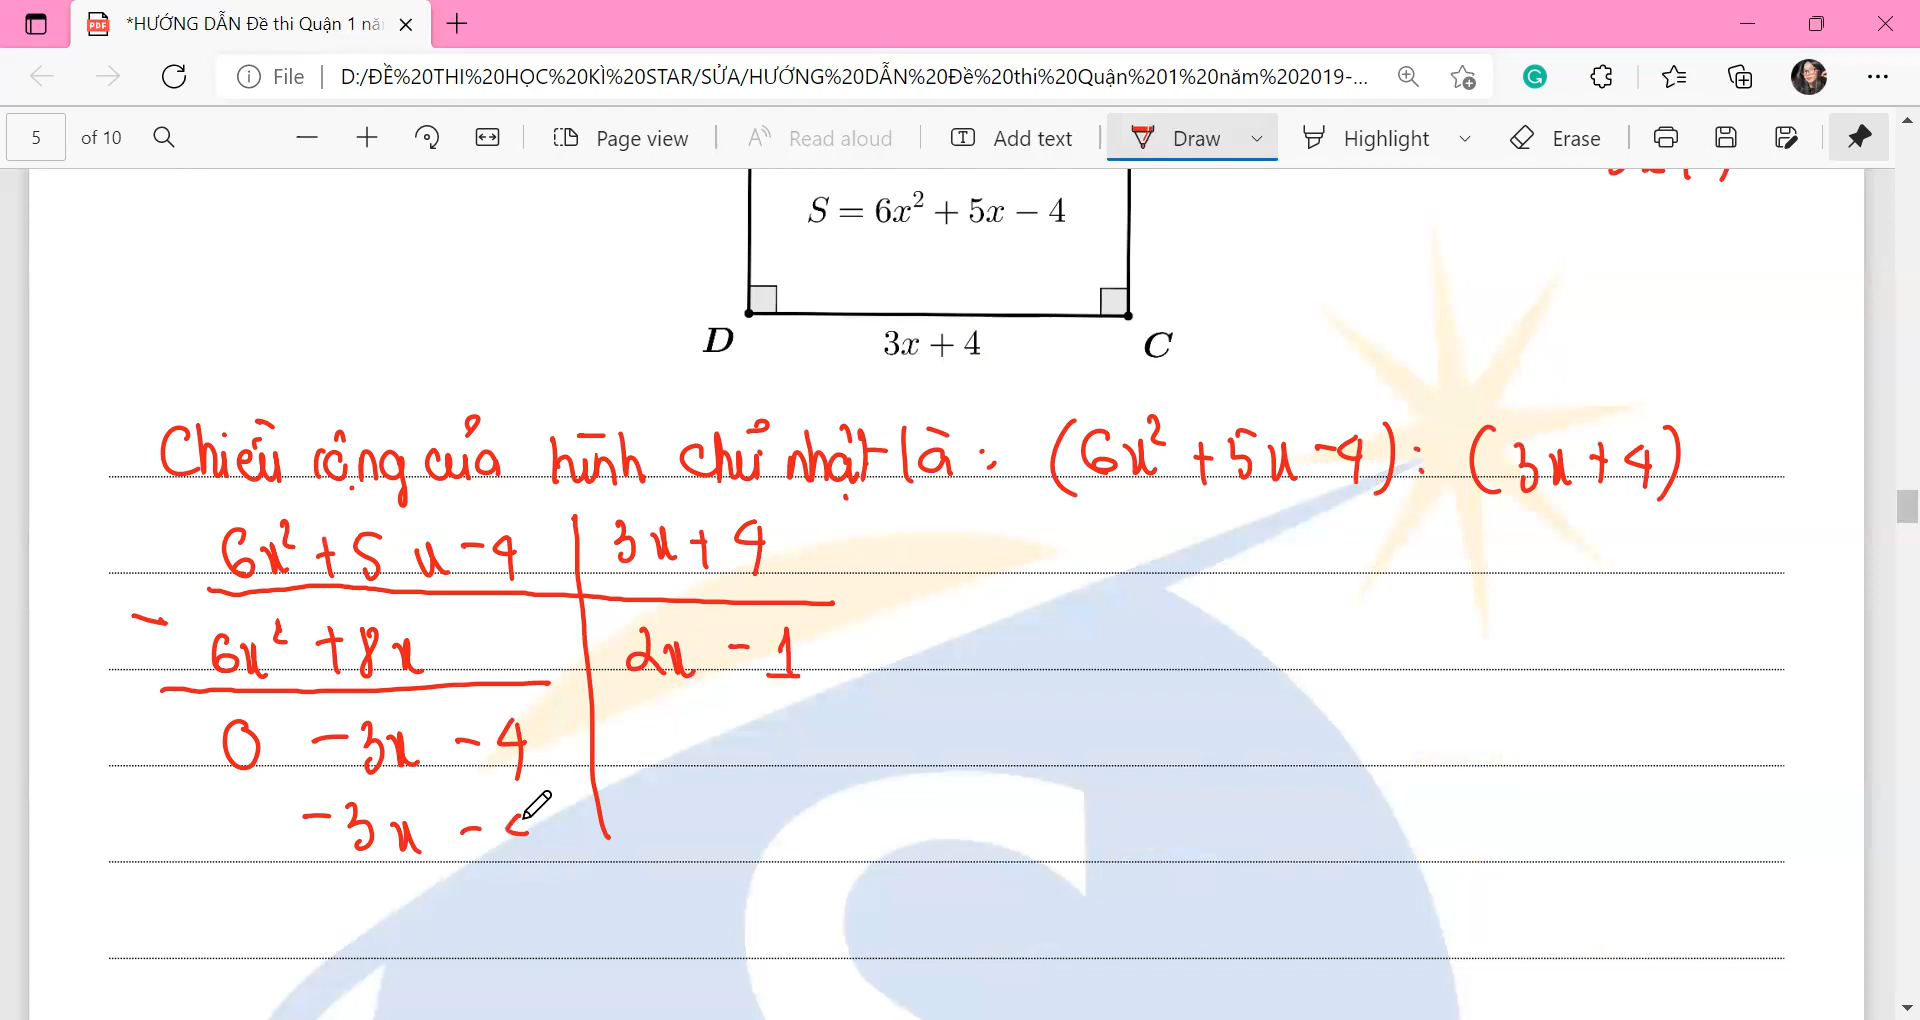 *HƯỚNG DẪN Đề thi Quận 1 nă
File
D:/ĐỀ%20THI%20HỌC%20KÌ%20STAR/SỬA/HƯỚNG%20DẪN%20Đề%20thi%20Quận%201%20năm%202019-...
5 of 10
Page view
Read aloud
Add text
Draw
Highlight
Erase
S = 6x² + 5x − 4
D 3x + 4 C
Chiều rộng của hình chữ nhật là : (6x² + 5x - 4) : (3x + 4)
6x² + 5x - 4 | 3x + 4
- 6x² + 8x | 2x - 1
0 - 3x - 4
- 3x -